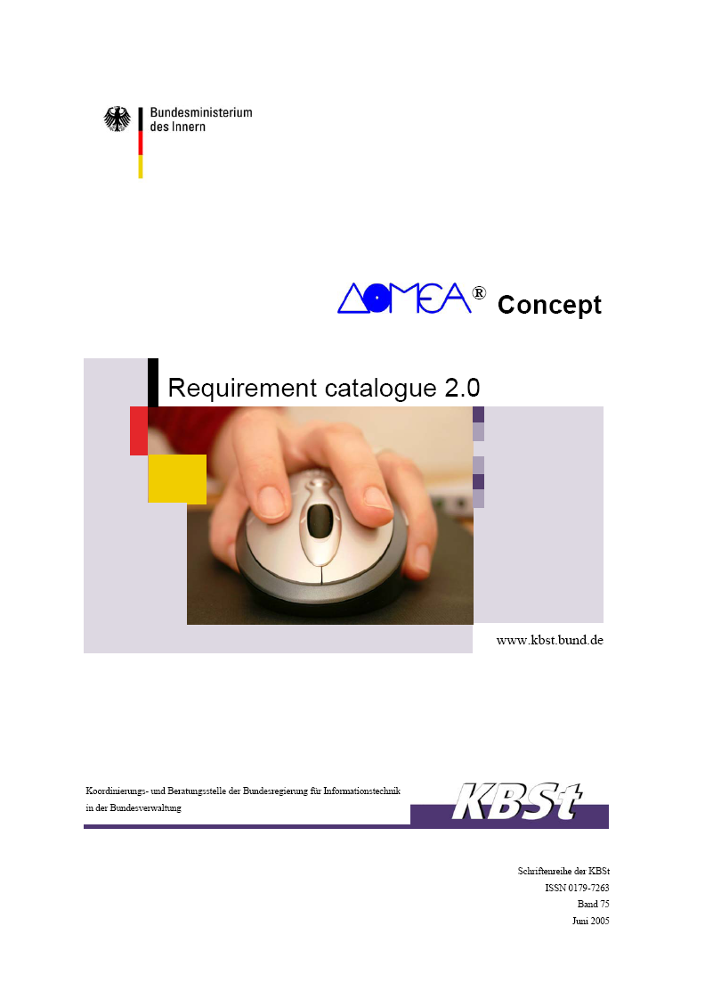 Bundesministerium
des Innern
DOMEA® Concept
Requirement catalogue 2.0
www.kbst.bund.de
Koordinierungs- und Beratungsstelle der Bundesregierung für Informationstechnik
in der Bundesverwaltung
KBSt
Schriftenreihe der KBSt
ISSN 0179-7263
Band 75
Juni 2005